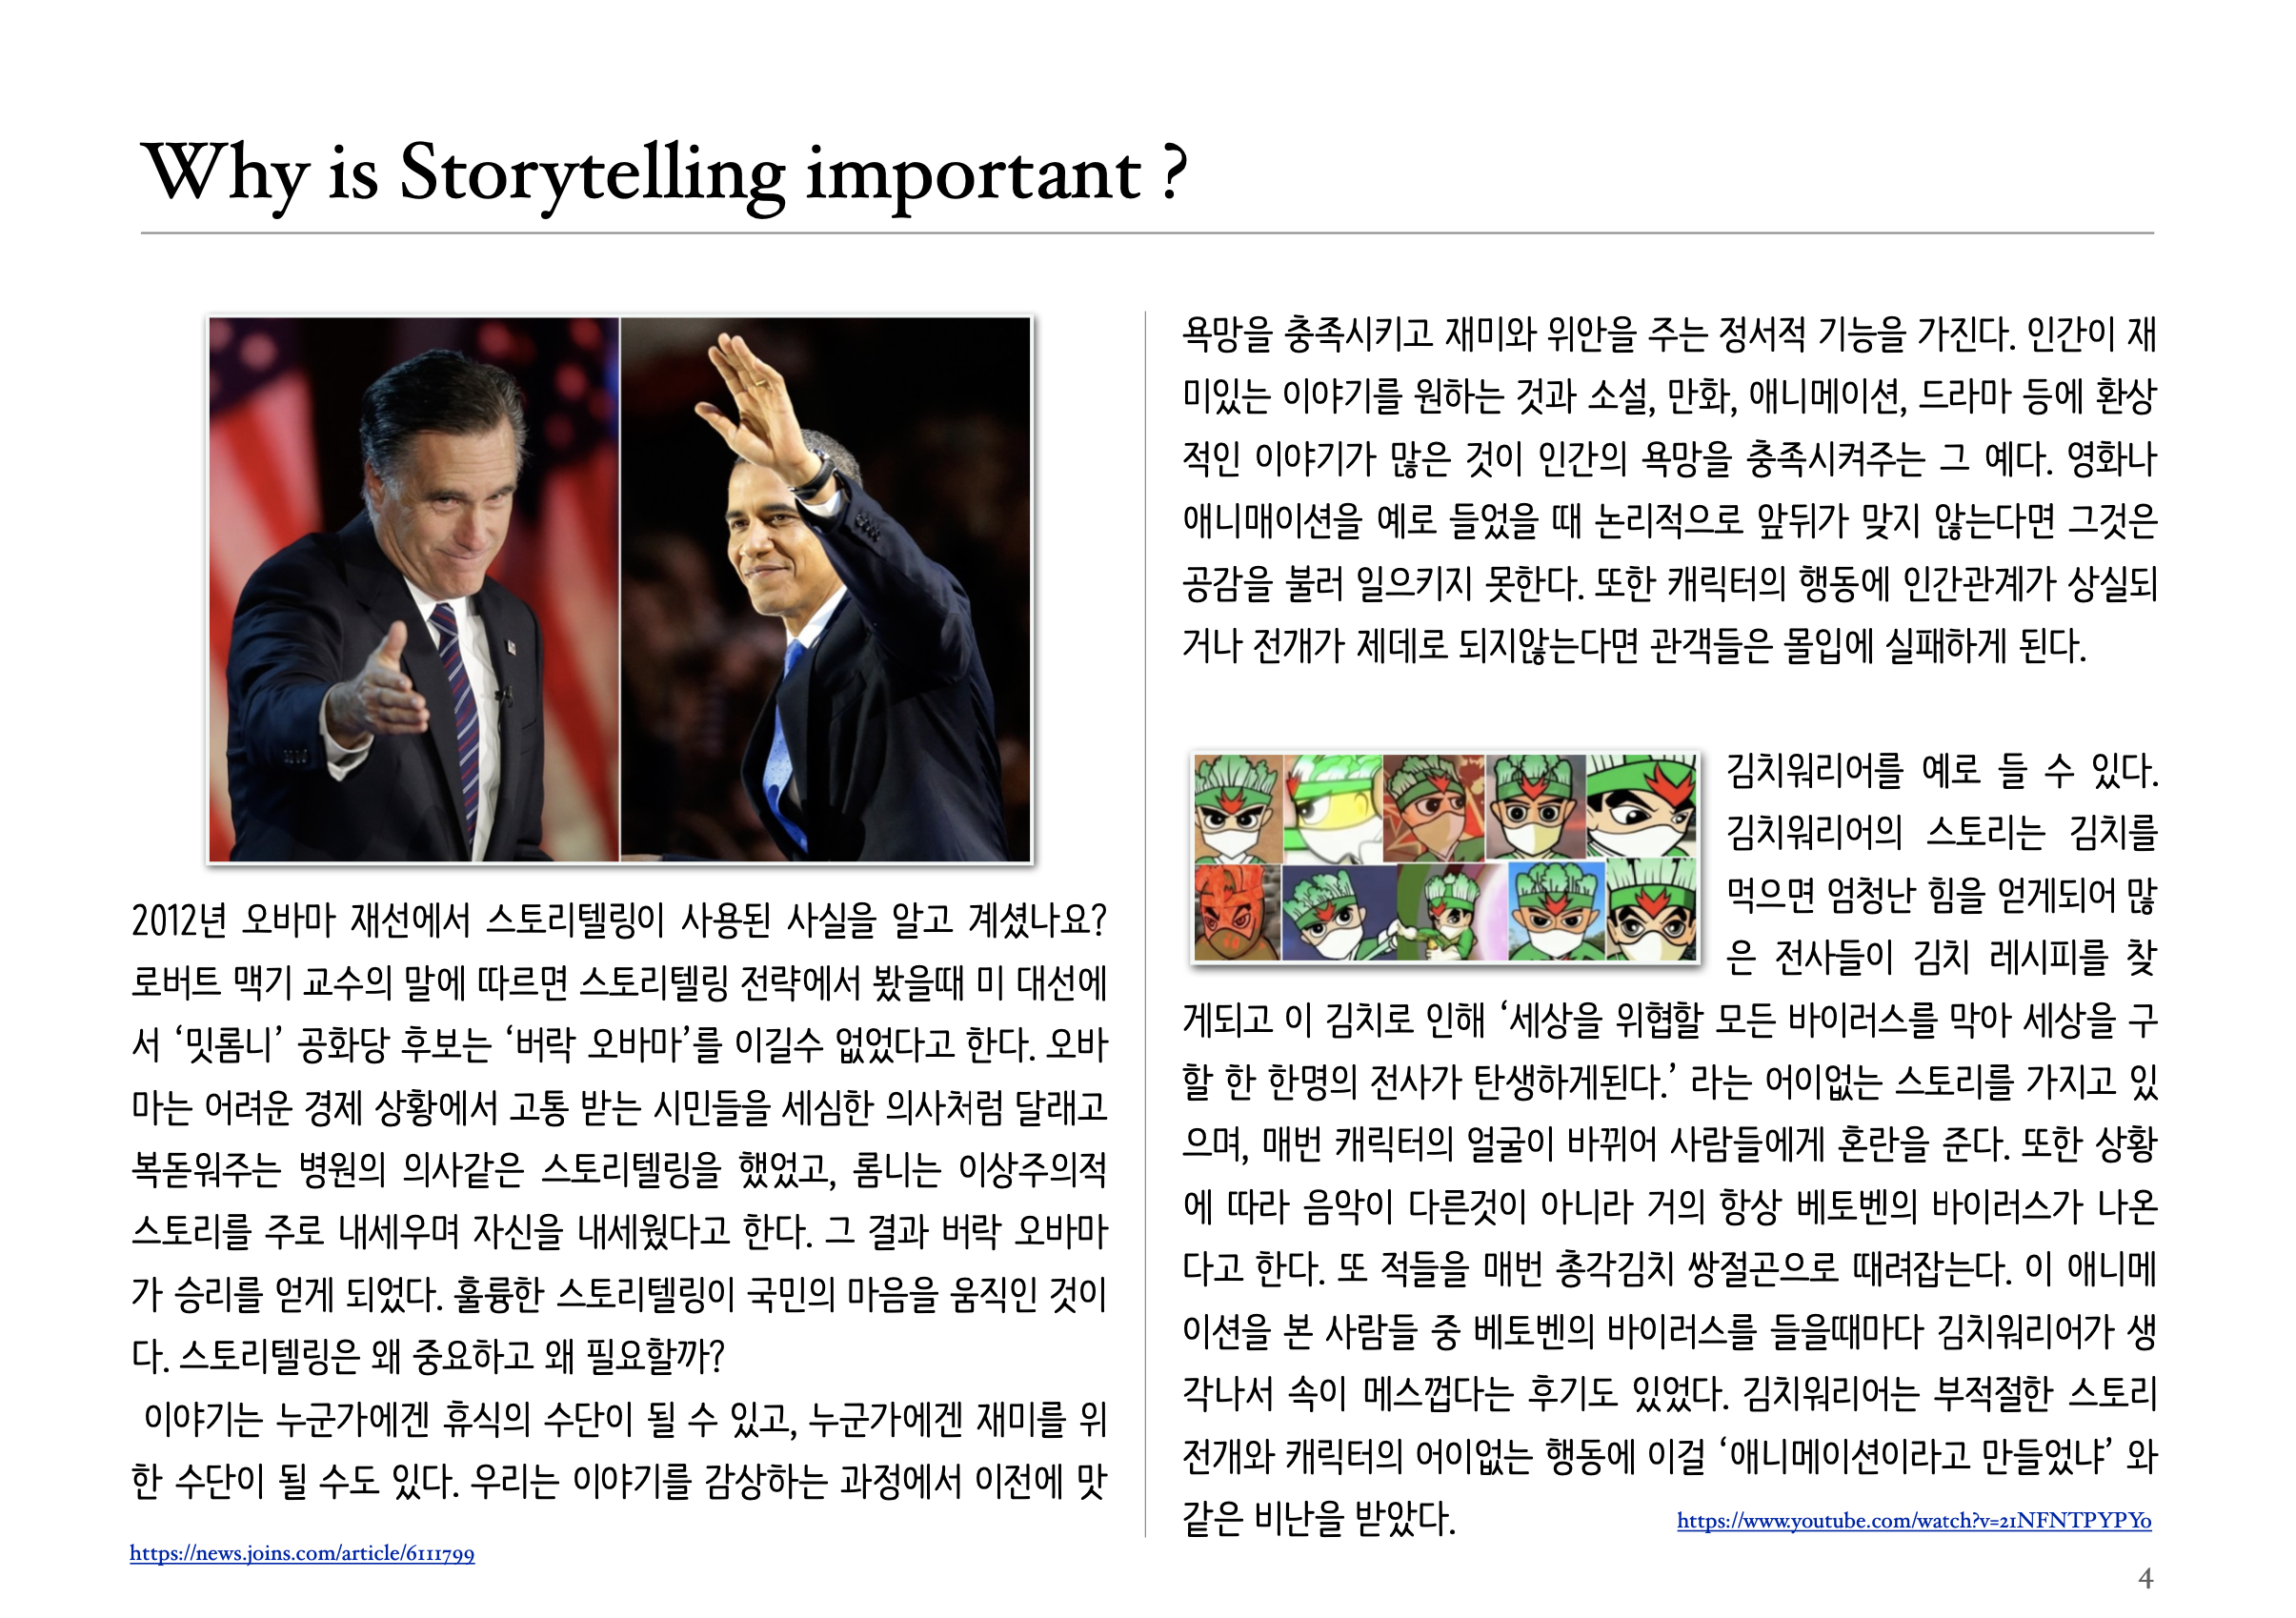 Why is Storytelling important ?
2012년 오바마 재선에서 스토리텔링이 사용된 사실을 알고 계셨나요?
로버트 맥기 교수의 말에 따르면 스토리텔링 전략에서 봤을때 미 대선에
서 ‘밋롬니’ 공화당 후보는 ‘버락 오바마’를 이길수 없었다고 한다. 오바
마는 어려운 경제 상황에서 고통 받는 시민들을 세심한 의사처럼 달래고
복돋워주는 병원의 의사같은 스토리텔링을 했었고, 롬니는 이상주의적
스토리를 주로 내세우며 자신을 내세웠다고 한다. 그 결과 버락 오바마
가 승리를 얻게 되었다. 훌륭한 스토리텔링이 국민의 마음을 움직인 것이
다. 스토리텔링은 왜 중요하고 왜 필요할까?
이야기는 누군가에겐 휴식의 수단이 될 수 있고, 누군가에겐 재미를 위
한 수단이 될 수도 있다. 우리는 이야기를 감상하는 과정에서 이전에 맛
https://news.joins.com/article/6111799
욕망을 충족시키고 재미와 위안을 주는 정서적 기능을 가진다. 인간이 재
미있는 이야기를 원하는 것과 소설, 만화, 애니메이션, 드라마 등에 환상
적인 이야기가 많은 것이 인간의 욕망을 충족시켜주는 그 예다. 영화나
애니매이션을 예로 들었을 때 논리적으로 앞뒤가 맞지 않는다면 그것은
공감을 불러 일으키지 못한다. 또한 캐릭터의 행동에 인간관계가 상실되
거나 전개가 제데로 되지않는다면 관객들은 몰입에 실패하게 된다.
김치워리어를 예로 들 수 있다.
김치워리어의 스토리는 김치를
먹으면 엄청난 힘을 얻게되어 많
은 전사들이 김치 레시피를 찾
게되고 이 김치로 인해 ‘세상을 위협할 모든 바이러스를 막아 세상을 구
할 한 한명의 전사가 탄생하게된다.’ 라는 어이없는 스토리를 가지고 있
으며, 매번 캐릭터의 얼굴이 바뀌어 사람들에게 혼란을 준다. 또한 상황
에 따라 음악이 다른것이 아니라 거의 항상 베토벤의 바이러스가 나온
다고 한다. 또 적들을 매번 총각김치 쌍절곤으로 때려잡는다. 이 애니메
이션을 본 사람들 중 베토벤의 바이러스를 들을때마다 김치워리어가 생
각나서 속이 메스껍다는 후기도 있었다. 김치워리어는 부적절한 스토리
전개와 캐릭터의 어이없는 행동에 이걸 ‘애니메이션이라고 만들었냐’ 와
같은 비난을 받았다.
https://www.youtube.com/watch?v=21NFNTPYPY0
4